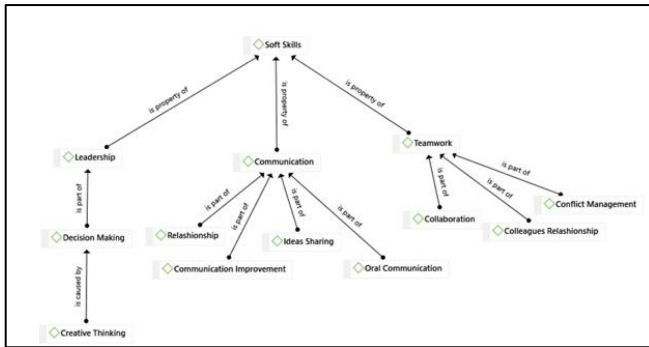 Soft Skills
is property of
is property of
is property of
Leadership
Communication
Teamwork
is part of
is part of
is part of
is part of
is part of
is part of
is part of
is part of
Decision Making
Relashionship
Ideas Sharing
Collaboration
Colleagues Relashionship
Conflict Management
Communication Improvement
Oral Communication
is caused by
Creative Thinking